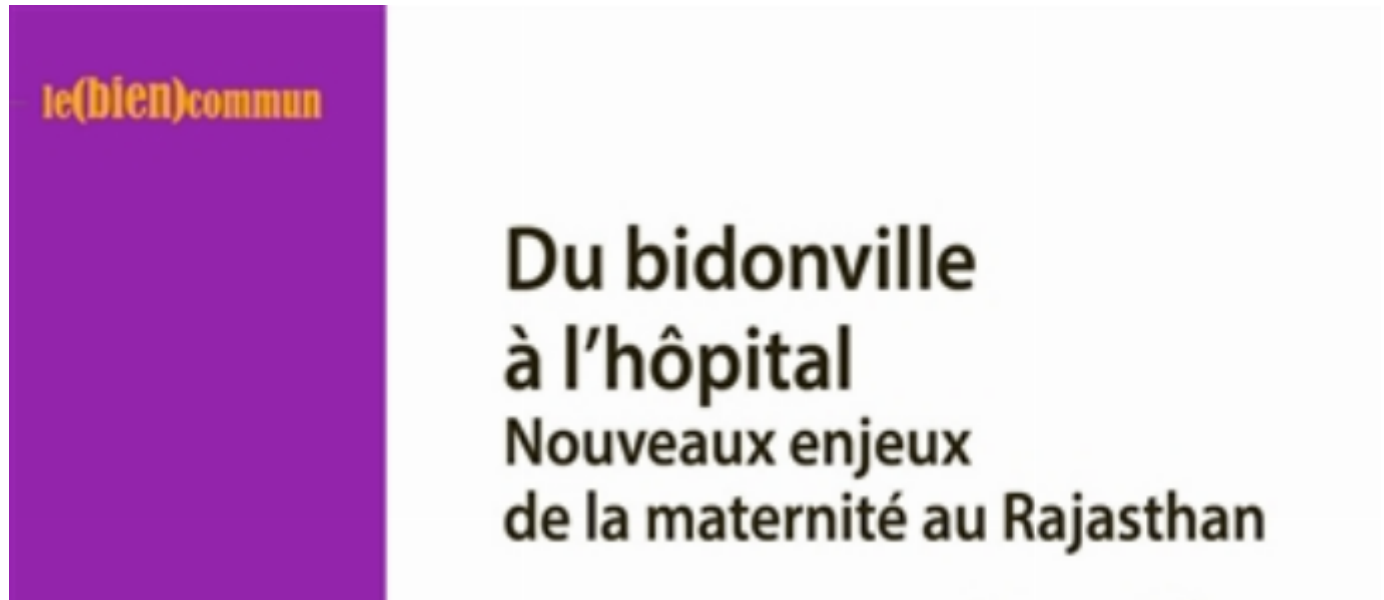 le(bien)commun
Du bidonville
à l’hôpital
Nouveaux enjeux
de la maternité au Rajasthan